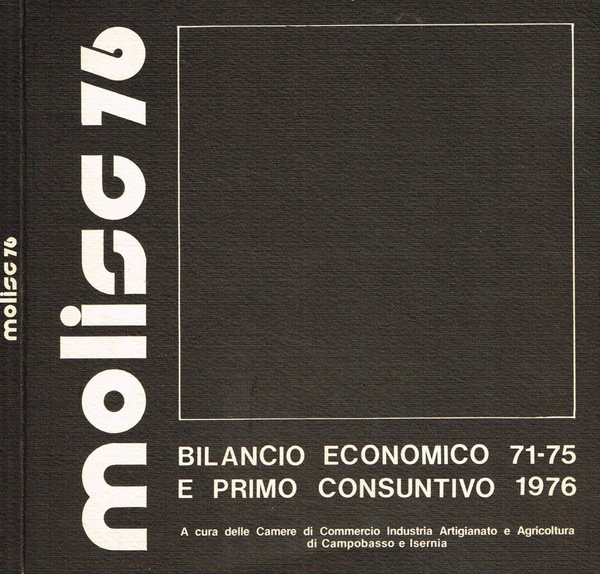 molise 76
molise 76
BILANCIO ECONOMICO 71-75
E PRIMO CONSUNTIVO 1976
A cura delle Camere di Commercio Industria Artigianato e Agricoltura
di Campobasso e Isernia